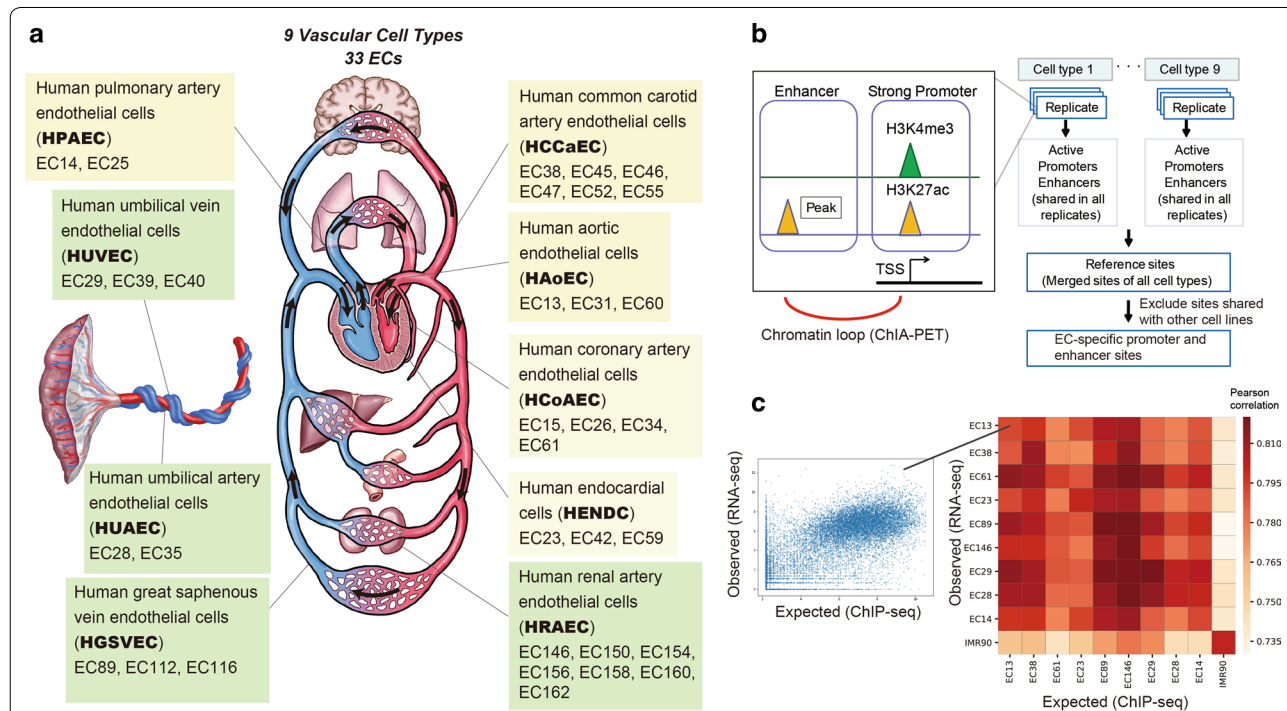 a
9 Vascular Cell Types
33 ECs
Human pulmonary artery
endothelial cells
(HPAEC)
EC14, EC25
Human umbilical vein
endothelial cells
(HUVEC)
EC29, EC39, EC40
Human umbilical artery
endothelial cells
(HUAEC)
EC28, EC35
Human great saphenous
vein endothelial cells
(HGSVEC)
EC89, EC112, EC116
Human common carotid
artery endothelial cells
(HCCaEC)
EC38, EC45, EC46,
EC47, EC52, EC55
Human aortic
endothelial cells
(HAoEC)
EC13, EC31, EC60
Human coronary artery
endothelial cells
(HCoAEC)
EC15, EC26, EC34,
EC61
Human endocardial
cells (HENDC)
EC23, EC42, EC59
Human renal artery
endothelial cells
(HRAEC)
EC146, EC150, EC154,
EC156, EC158, EC160,
EC162
b
Enhancer
Strong Promoter
H3K4me3
H3K27ac
Peak
TSS
Chromatin loop (ChIA-PET)
Cell type 1 · · · Cell type 9
Replicate
Replicate
Active
Promoters
Enhancers
(shared in all
replicates)
Active
Promoters
Enhancers
(shared in all
replicates)
Reference sites
(Merged sites of all cell types)
Exclude sites shared
with other cell lines
EC-specific promoter and
enhancer sites
c
Observed (RNA-seq)
Expected (ChIP-seq)
Observed (RNA-seq)
EC13
EC38
EC61
EC23
EC89
EC146
EC29
EC28
EC14
IMR90
EC13
EC38
EC61
EC23
EC89
EC146
EC29
EC28
EC14
IMR90
Expected (ChIP-seq)
Pearson
correlation
0.810
0.795
0.780
0.765
0.750
0.735